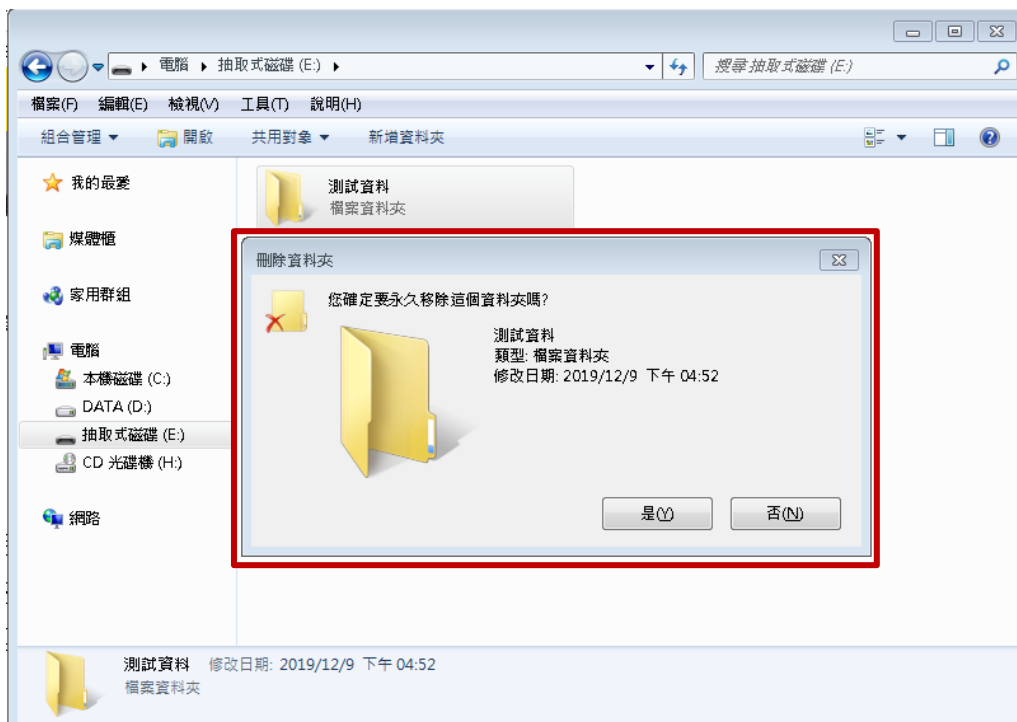 電腦 抽取式磁碟 (E:)
搜尋 抽取式磁碟 (E:)
檔案(F) 編輯(E) 檢視(V) 工具(T) 說明(H)
組合管理 開啟 共用對象 新增資料夾
我的最愛
媒體櫃
家用群組
電腦
本機磁碟 (C:)
DATA (D:)
抽取式磁碟 (E:)
CD 光碟機 (H:)
網路
測試資料
檔案資料夾
刪除資料夾
您確定要永久移除這個資料夾嗎?
測試資料
類型: 檔案資料夾
修改日期: 2019/12/9 下午 04:52
是(Y) 否(N)
測試資料 修改日期: 2019/12/9 下午 04:52
檔案資料夾